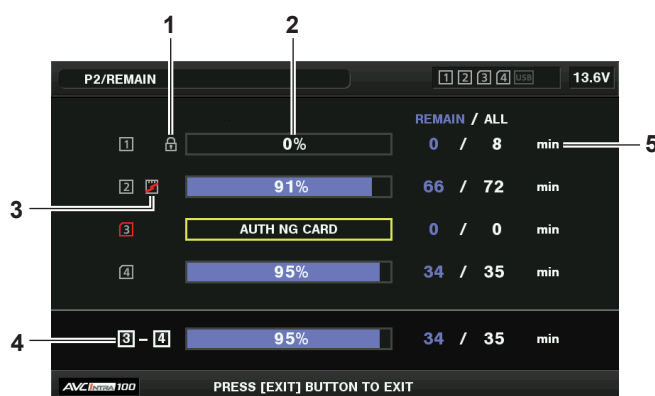 1 2
P2/REMAIN 1 2 3 4 USB 13.6V
REMAIN / ALL
1 0% 0 / 8 min 5
2 91% 66 / 72 min
3
3 AUTH NG CARD 0 / 0 min
4 95% 34 / 35 min
4 3 – 4 95% 34 / 35 min
AVC INTRA 100 PRESS [EXIT] BUTTON TO EXIT